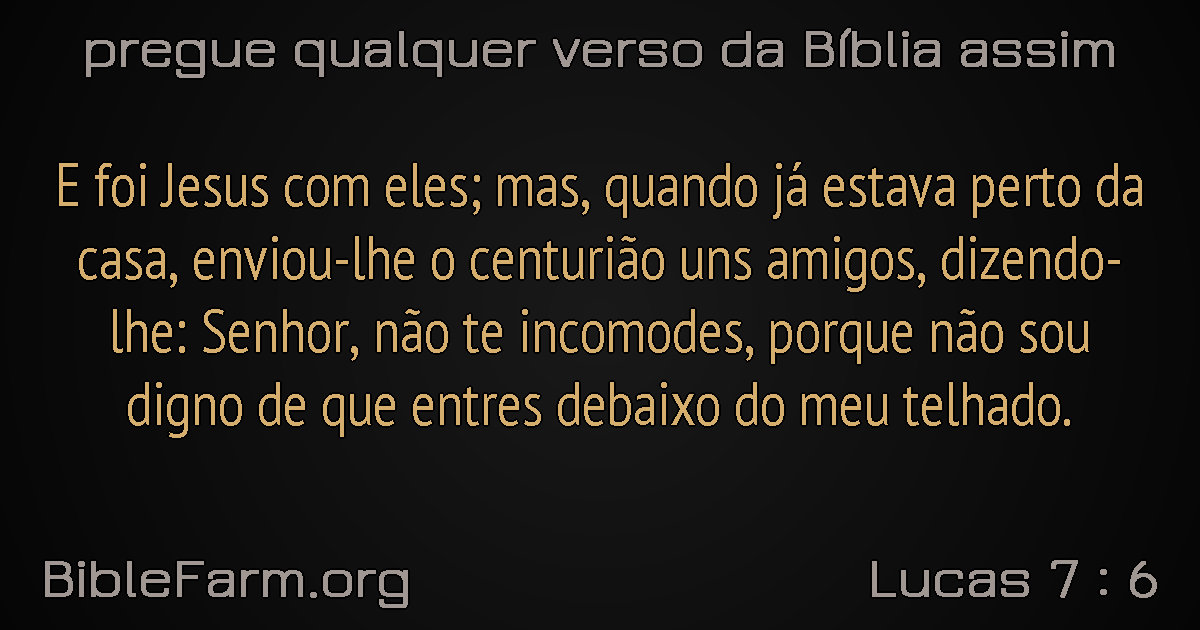 pregue qualquer verso da Bíblia assim
E foi Jesus com eles; mas, quando já estava perto da
casa, enviou-lhe o centurião uns amigos, dizendo-
lhe: Senhor, não te incomodes, porque não sou
digno de que entres debaixo do meu telhado.
BibleFarm.org
Lucas 7 : 6